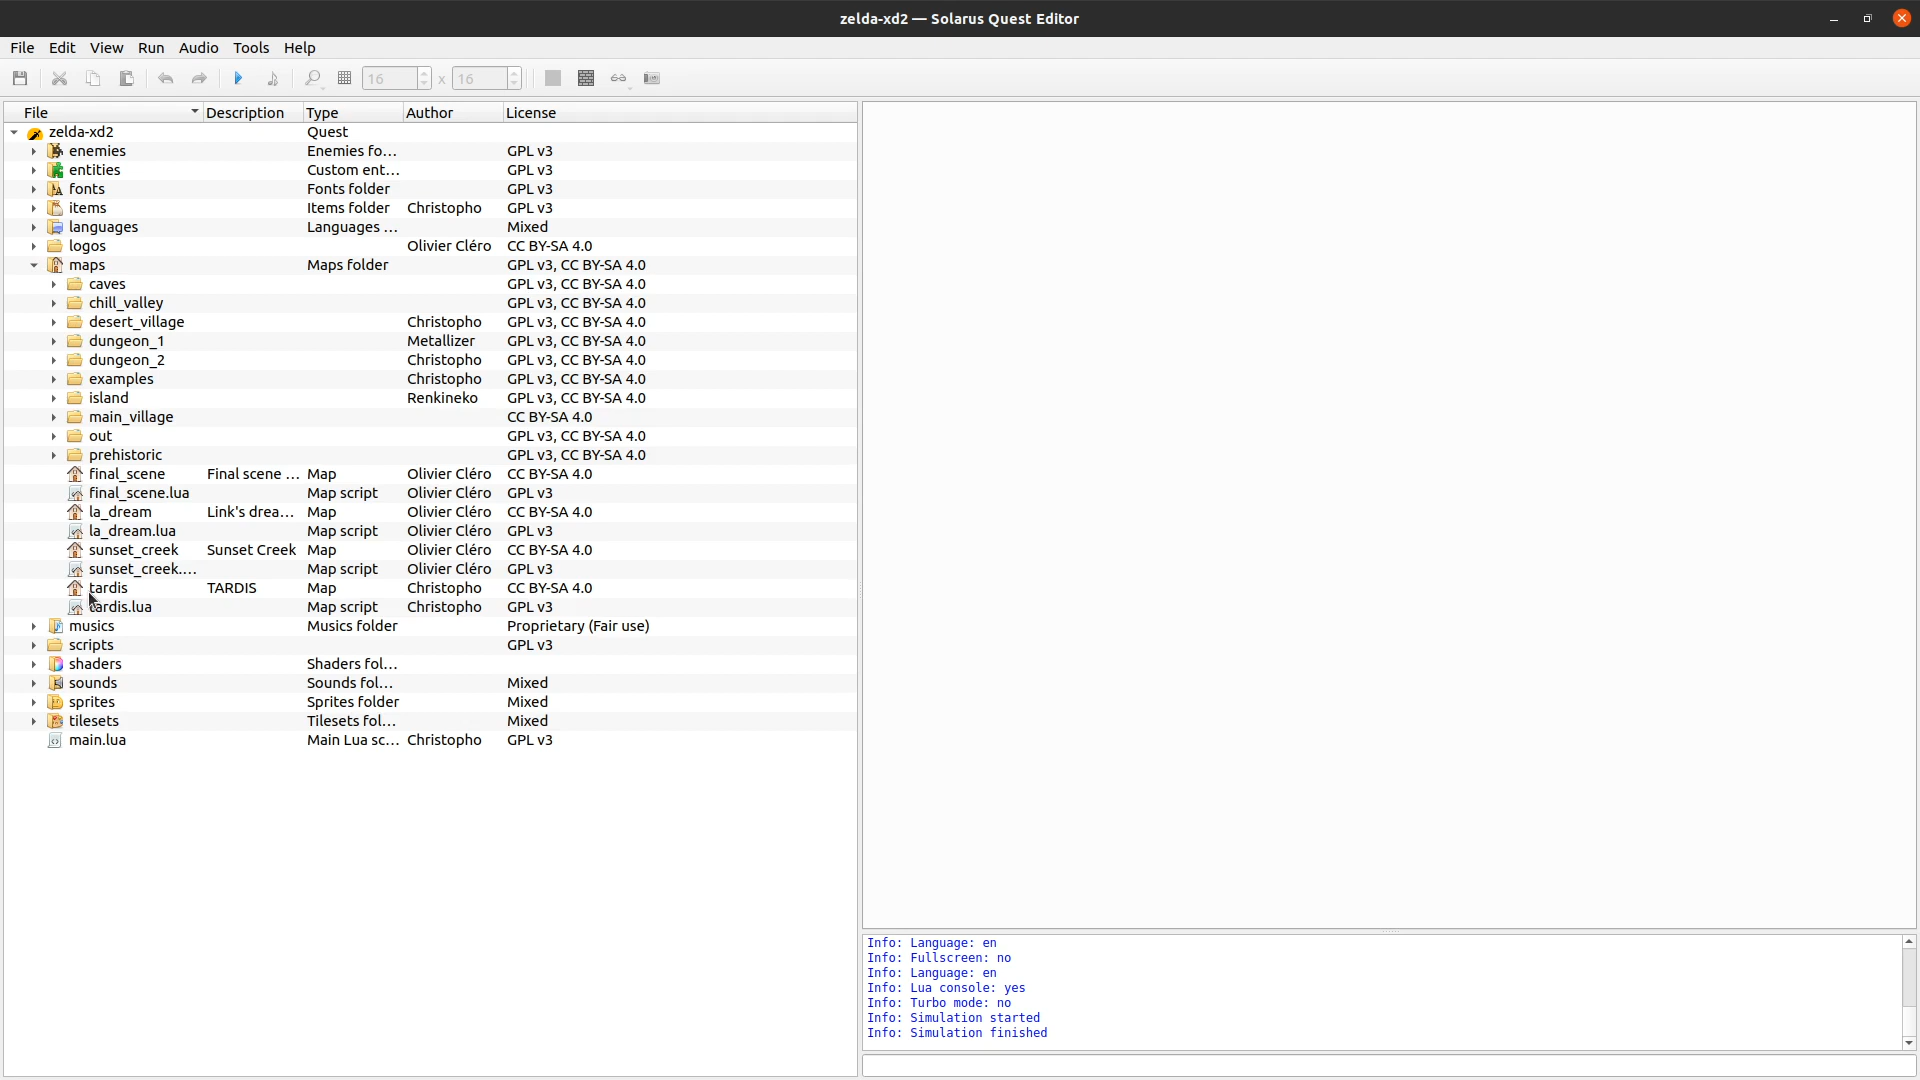 zelda-xd2 — Solarus Quest Editor
File Edit View Run Audio Tools Help
16 x 16
File Description Type Author License
zelda-xd2 Quest
enemies Enemies fo... GPL v3
entities Custom ent... GPL v3
fonts Fonts folder GPL v3
items Items folder Christopho GPL v3
languages Languages ... Mixed
logos Olivier Cléro CC BY-SA 4.0
maps Maps folder GPL v3, CC BY-SA 4.0
caves GPL v3, CC BY-SA 4.0
chill_valley GPL v3, CC BY-SA 4.0
desert_village Christopho GPL v3, CC BY-SA 4.0
dungeon_1 Metallizer GPL v3, CC BY-SA 4.0
dungeon_2 Christopho GPL v3, CC BY-SA 4.0
examples Christopho GPL v3, CC BY-SA 4.0
island Renkineko GPL v3, CC BY-SA 4.0
main_village CC BY-SA 4.0
out GPL v3, CC BY-SA 4.0
prehistoric GPL v3, CC BY-SA 4.0
final_scene Final scene ... Map Olivier Cléro CC BY-SA 4.0
final_scene.lua Map script Olivier Cléro GPL v3
la_dream Link's drea... Map Olivier Cléro CC BY-SA 4.0
la_dream.lua Map script Olivier Cléro GPL v3
sunset_creek Sunset Creek Map Olivier Cléro CC BY-SA 4.0
sunset_creek.... Map script Olivier Cléro GPL v3
tardis TARDIS Map Christopho CC BY-SA 4.0
tardis.lua Map script Christopho GPL v3
musics Musics folder Proprietary (Fair use)
scripts GPL v3
shaders Shaders fol...
sounds Sounds fol... Mixed
sprites Sprites folder Mixed
tilesets Tilesets fol... Mixed
main.lua Main Lua sc... Christopho GPL v3
Info: Language: en
Info: Fullscreen: no
Info: Language: en
Info: Lua console: yes
Info: Turbo mode: no
Info: Simulation started
Info: Simulation finished